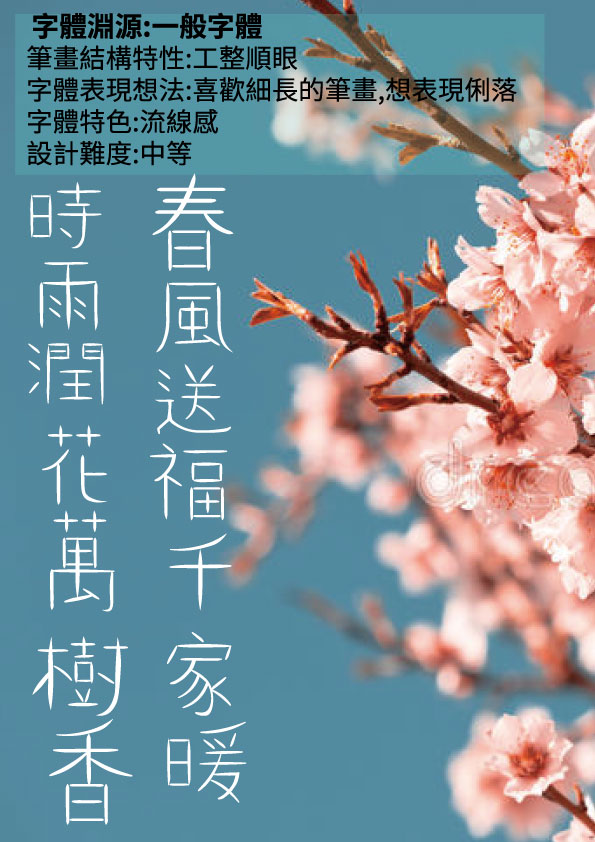 字體淵源:一般字體
筆畫結構特性:工整順眼
字體表現想法:喜歡細長的筆畫,想表現俐落
字體特色:流線感
設計難度:中等
春風送福千家暖
時雨潤花萬樹香